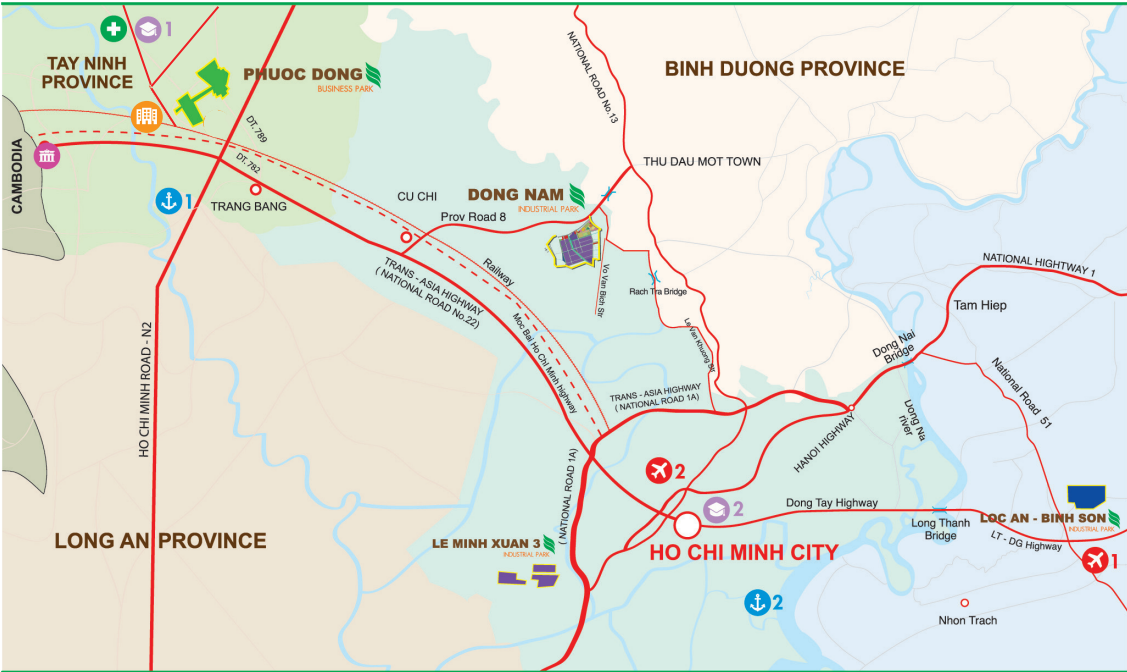 1
TAY NINH
PROVINCE
PHUOC DONG
BUSINESS PARK
NATIONAL ROAD No.13
BINH DUONG PROVINCE
CAMBODIA
DT. 789
DT. 782
THU DAU MOT TOWN
1
TRANG BANG
CU CHI
DONG NAM
INDUSTRIAL PARK
Prov Road 8
Railway
TRANS - ASIA HIGHWAY
( NATIONAL ROAD No.22)
Vo Van Bich Str
Rach Tra Bridge
NATIONAL HIGHTWAY 1
Tam Hiep
Moc Bai Ho Chi Minh highway
Le Van Khuong Str
Dong Nai
Bridge
HO CHI MINH ROAD - N2
TRANS - ASIA HIGHWAY
( NATIONAL ROAD 1A)
National Road 51
Dong Na
river
HANOI HIGHWAY
( NATIONAL ROAD 1A)
2
2
Dong Tay Highway
LONG AN PROVINCE
LE MINH XUAN 3
INDUSTRIAL PARK
HO CHI MINH CITY
Long Thanh
Bridge
LOC AN - BINH SON
INDUSTRIAL PARK
LT - DG Highway
1
2
Nhon Trach